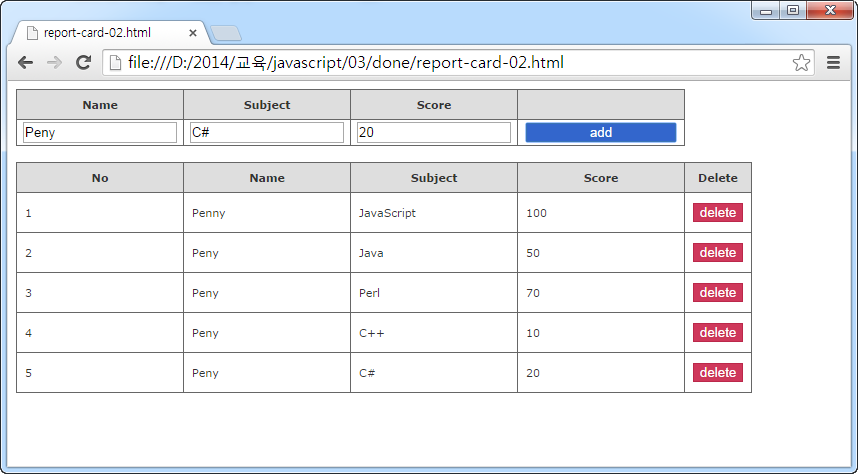 report-card-02.html
file:///D:/2014/교육/javascript/03/done/report-card-02.html
Name Subject Score
Peny C# 20 add
No Name Subject Score Delete
1 Penny JavaScript 100 delete
2 Peny Java 50 delete
3 Peny Perl 70 delete
4 Peny C++ 10 delete
5 Peny C# 20 delete